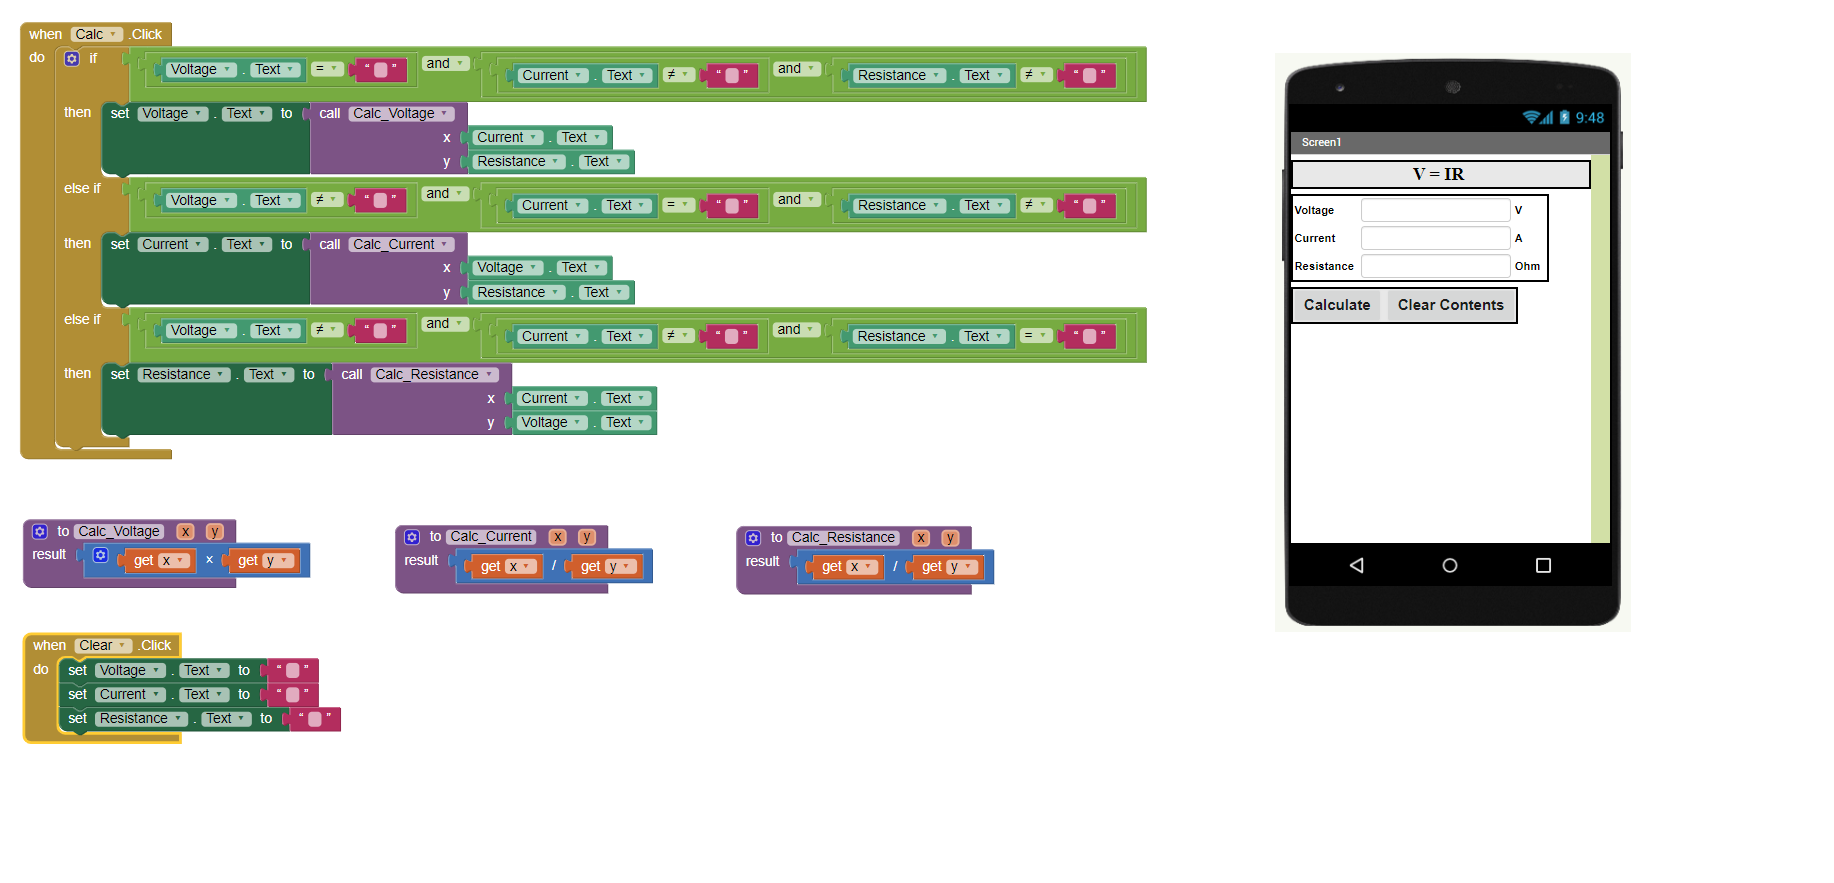 when Calc .Click
do if Voltage . Text = “ ” and Current . Text ≠ “ ” and Resistance . Text ≠ “ ”
then set Voltage . Text to call Calc_Voltage
x Current . Text
y Resistance . Text
else if Voltage . Text ≠ “ ” and Current . Text = “ ” and Resistance . Text ≠ “ ”
then set Current . Text to call Calc_Current
x Voltage . Text
y Resistance . Text
else if Voltage . Text ≠ “ ” and Current . Text ≠ “ ” and Resistance . Text = “ ”
then set Resistance . Text to call Calc_Resistance
x Current . Text
y Voltage . Text
to Calc_Voltage x y
result get x × get y
to Calc_Current x y
result get x / get y
to Calc_Resistance x y
result get x / get y
when Clear .Click
do set Voltage . Text to “ ”
set Current . Text to “ ”
set Resistance . Text to “ ”
9:48
Screen1
V = IR
Voltage V
Current A
Resistance Ohm
Calculate Clear Contents